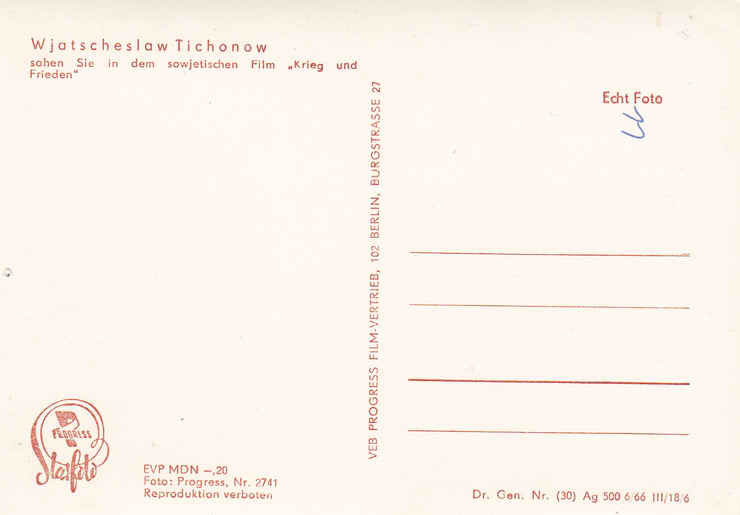 Wjatscheslaw Tichonow
sahen Sie in dem sowjetischen Film „Krieg und
Frieden“
VEB PROGRESS FILM-VERTRIEB, 102 BERLIN, BURGSTRASSE 27
Echt Foto
PROGRESS
Starfoto
EVP MDN —,20
Foto: Progress, Nr. 2741
Reproduktion verboten
Dr. Gen. Nr. (30) Ag 500 6/66 III/18/6